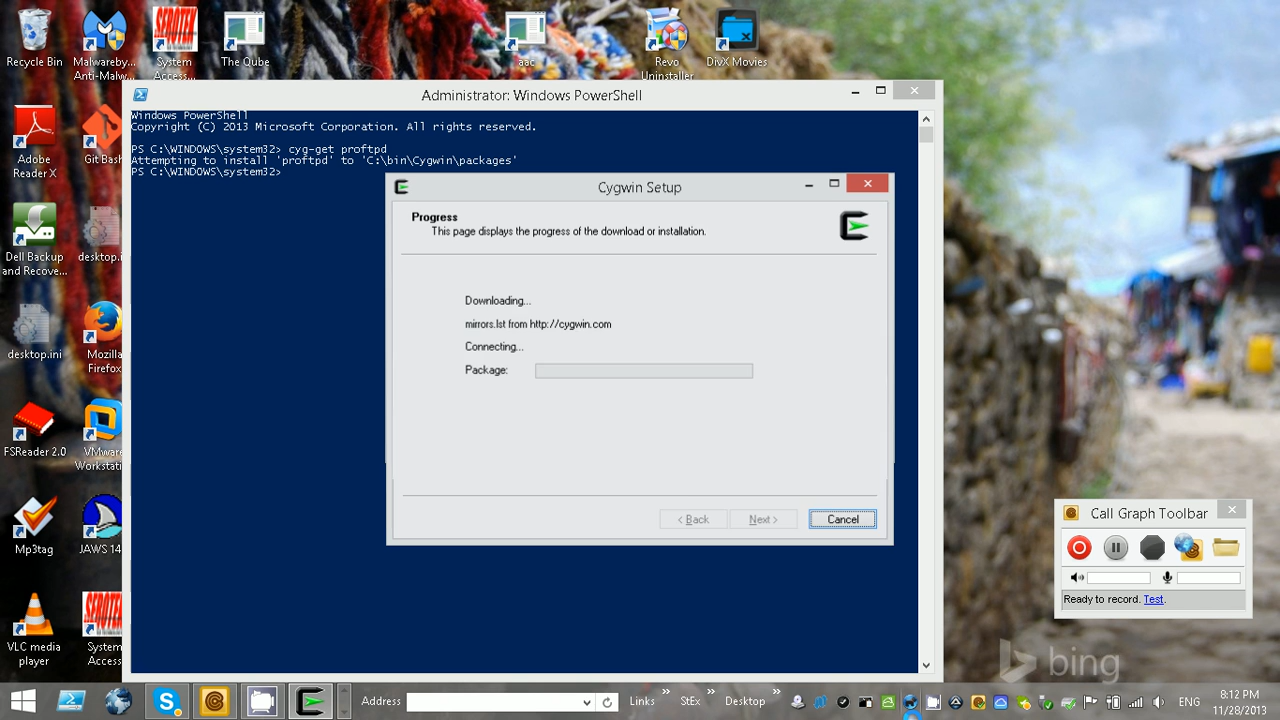 Recycle Bin
Malwareby...
Anti-Malw...
SEROTEK
System
Access...
The Qube
aac
Revo
Uninstaller
DivX Movies
Adobe
Reader X
Git Bash
Dell Backup
and Recove...
desktop.i
desktop.ini
Mozilla
Firefox
FSReader 2.0
VMware
Workstati
Mp3tag
JAWS 14
VLC media
player
SEROTEK
System
Access
Administrator: Windows PowerShell
Windows PowerShell
Copyright (C) 2013 Microsoft Corporation. All rights reserved.
PS C:\WINDOWS\system32> cyg-get proftpd
Attempting to install 'proftpd' to 'C:\bin\Cygwin\packages'
PS C:\WINDOWS\system32>
Cygwin Setup
Progress
This page displays the progress of the download or installation.
Downloading...
mirrors.lst from http://cygwin.com
Connecting...
Package:
< Back
Next >
Cancel
Call Graph Toolbar
Ready to record. Test.
bing
Address
Links
StEx
Desktop
ENG
8:12 PM
11/28/2013